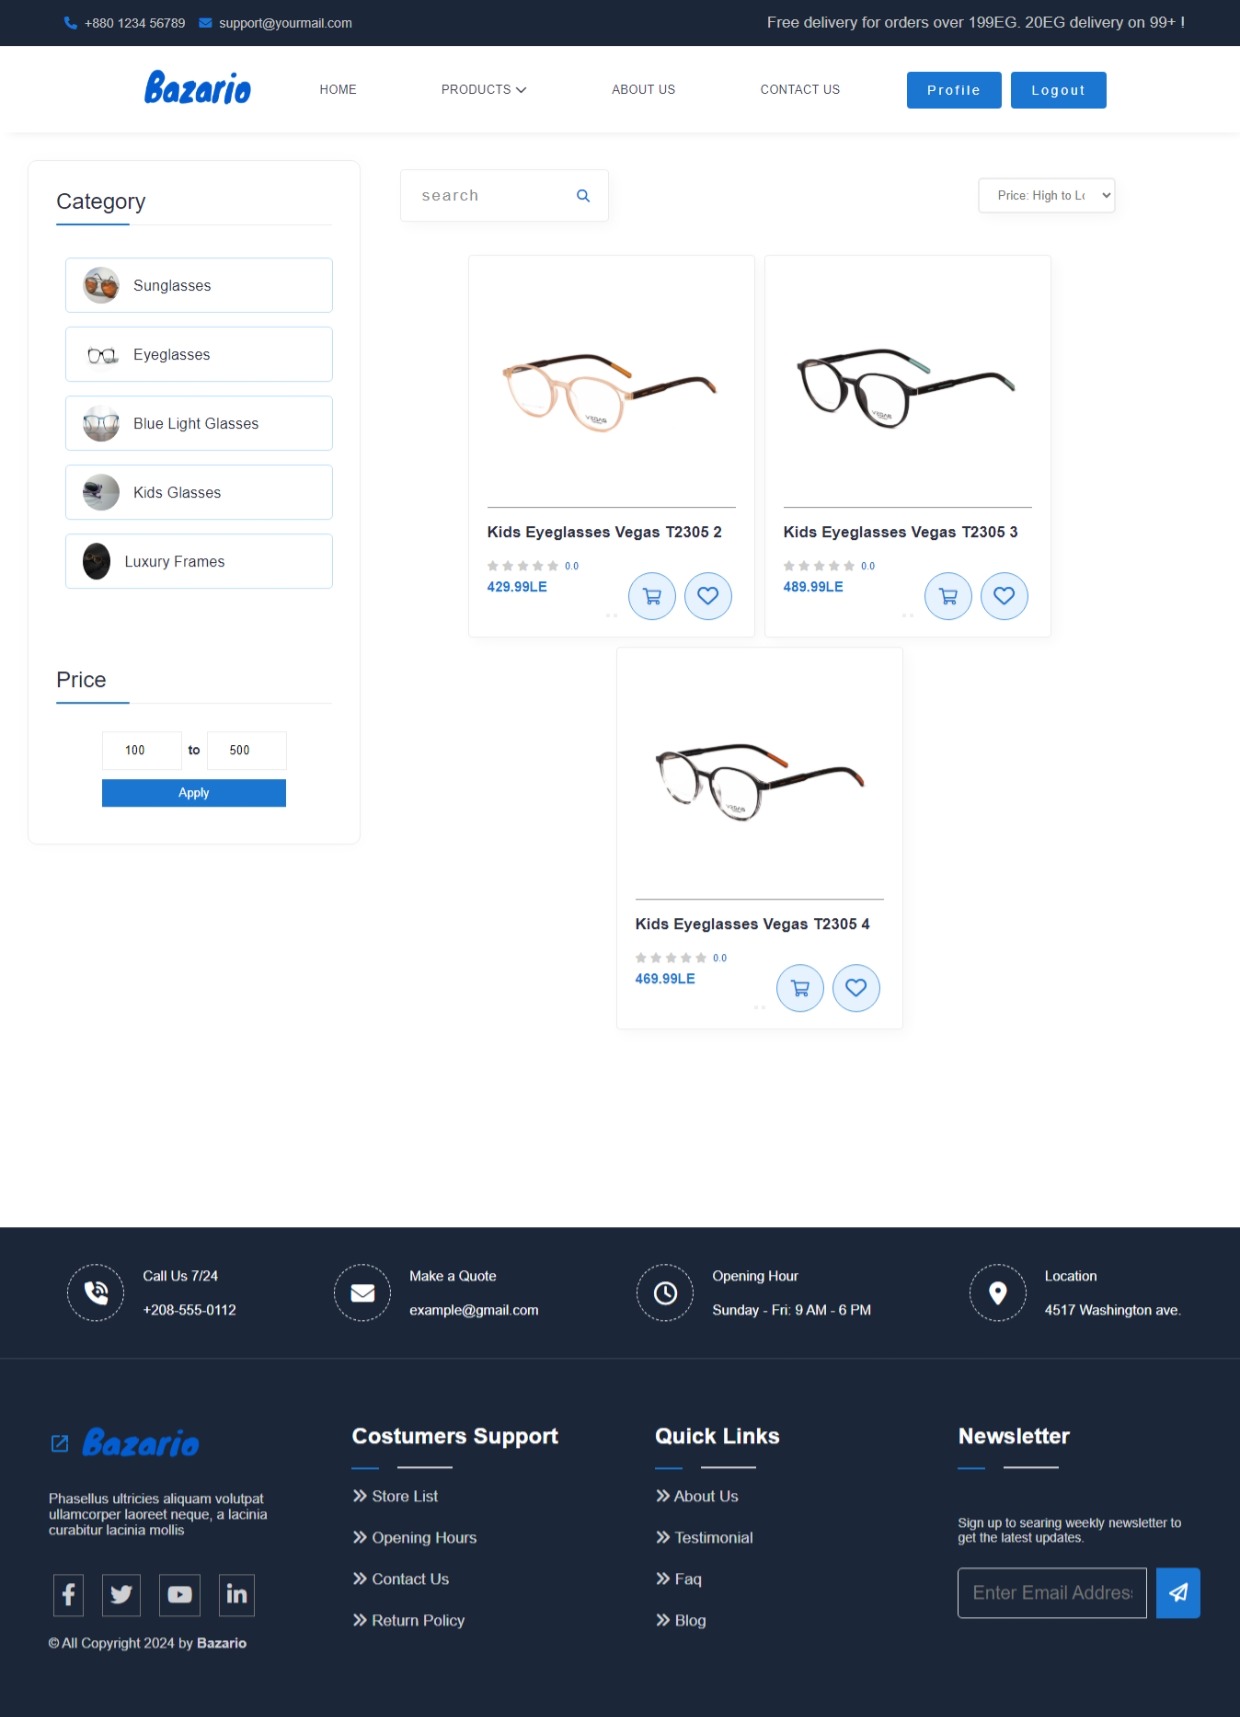 +880 1234 56789 support@yourmail.com Free delivery for orders over 199EG. 20EG delivery on 99+ !
Bazario HOME PRODUCTS ABOUT US CONTACT US Profile Logout
Category
Sunglasses
Eyeglasses
Blue Light Glasses
Kids Glasses
Luxury Frames
Price
100 to 500
Apply
search
Price: High to Lo
VEGAS
Kids Eyeglasses Vegas T2305 2
0.0
429.99LE
VEGAS
Kids Eyeglasses Vegas T2305 3
0.0
489.99LE
VEGAS
Kids Eyeglasses Vegas T2305 4
0.0
469.99LE
Call Us 7/24
+208-555-0112
Make a Quote
example@gmail.com
Opening Hour
Sunday - Fri: 9 AM - 6 PM
Location
4517 Washington ave.
Bazario
Phasellus ultricies aliquam volutpat
ullamcorper laoreet neque, a lacinia
curabitur lacinia mollis
© All Copyright 2024 by Bazario
Costumers Support
Store List
Opening Hours
Contact Us
Return Policy
Quick Links
About Us
Testimonial
Faq
Blog
Newsletter
Sign up to searing weekly newsletter to
get the latest updates.
Enter Email Address